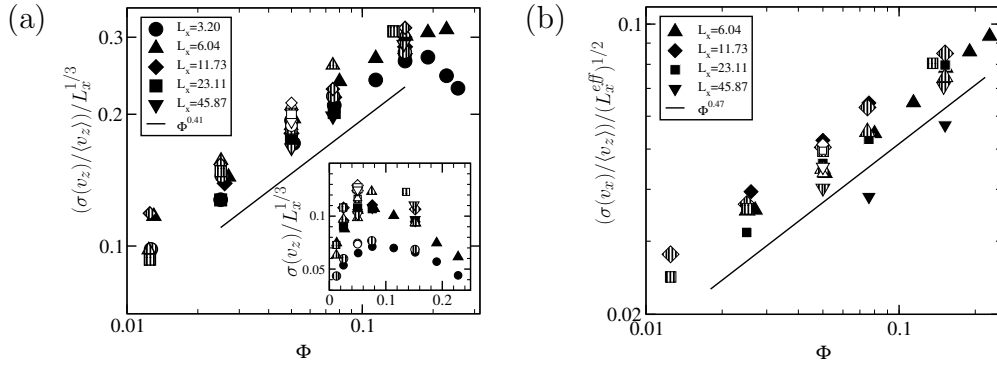 (a)
(σ(v_z)/⟨v_z⟩)/L_x^{1/3}
0.3
0.2
0.1
L_x=3.20
L_x=6.04
L_x=11.73
L_x=23.11
L_x=45.87
Φ^{0.41}
σ(v_z)/L_x^{1/3}
0.1
0.05
0 0.1 0.2
0.01 0.1
Φ
(b)
(σ(v_x)/⟨v_z⟩)/(L_x^{eff})^{1/2}
0.1
0.02
L_x=6.04
L_x=11.73
L_x=23.11
L_x=45.87
Φ^{0.47}
0.01 0.1
Φ